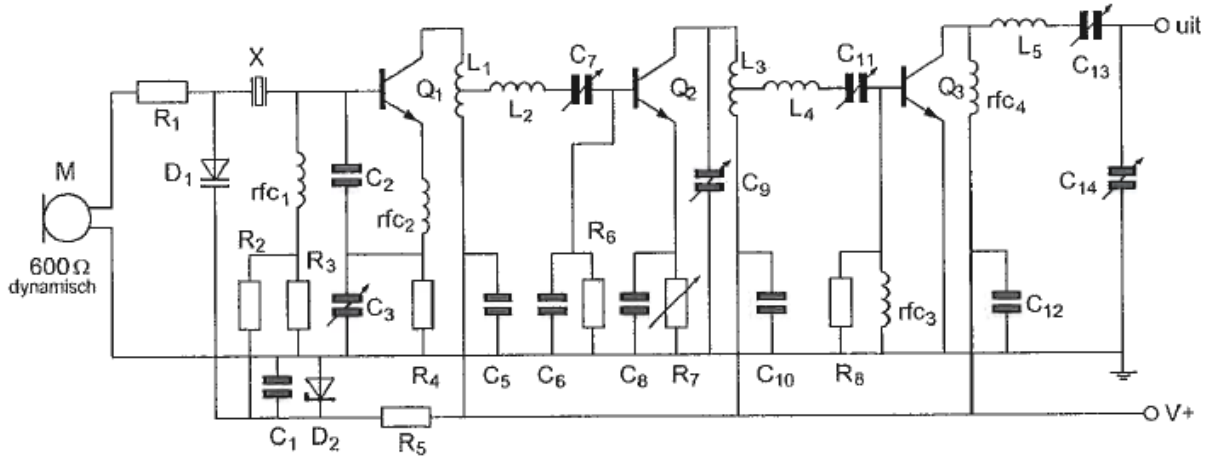 X
R1
D1
M
600 Ω
dynamisch
rfc1
R2
R3
C2
C3
Q1
rfc2
R4
L1
L2
C7
C5
C6
R6
C8
R7
Q2
C9
L3
L4
C11
C10
R8
rfc3
Q3
rfc4
L5
C13
uit
C14
C12
C1
D2
R5
V+